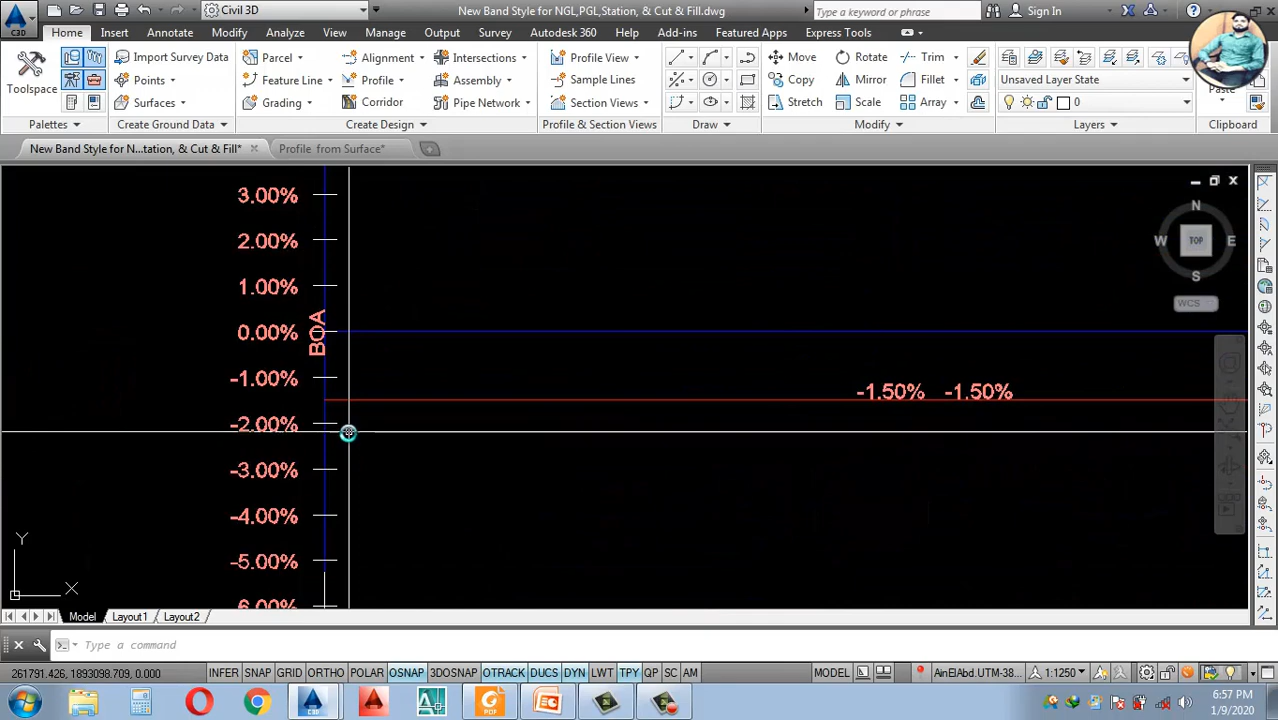 Civil 3D
New Band Style for NGL,PGL,Station, & Cut & Fill.dwg
Type a keyword or phrase
Sign In
C3D
Home Insert Annotate Modify Analyze View Manage Output Survey Autodesk 360 Help Add-ins Featured Apps Express Tools
Toolspace
Import Survey Data
Points
Surfaces
Parcel
Feature Line
Grading
Alignment
Profile
Corridor
Intersections
Assembly
Pipe Network
Profile View
Sample Lines
Section Views
Move
Copy
Stretch
Rotate
Mirror
Scale
Trim
Fillet
Array
Unsaved Layer State
0
Paste
Palettes
Create Ground Data
Create Design
Profile & Section Views
Draw
Modify
Layers
Clipboard
New Band Style for N...tation, & Cut & Fill*
Profile from Surface*
3.00%
2.00%
1.00%
0.00%
BOA
-1.00%
-1.50% -1.50%
-2.00%
-3.00%
-4.00%
-5.00%
-6.00%
N
W TOP E
S
WCS
Y
X
Model Layout1 Layout2
Type a command
261791.426, 1893098.709, 0.000
INFER SNAP GRID ORTHO POLAR OSNAP 3DOSNAP OTRACK DUCS DYN LWT TPY QP SC AM
MODEL
AinElAbd.UTM-38...
1:1250
PDF
6:57 PM
1/9/2020